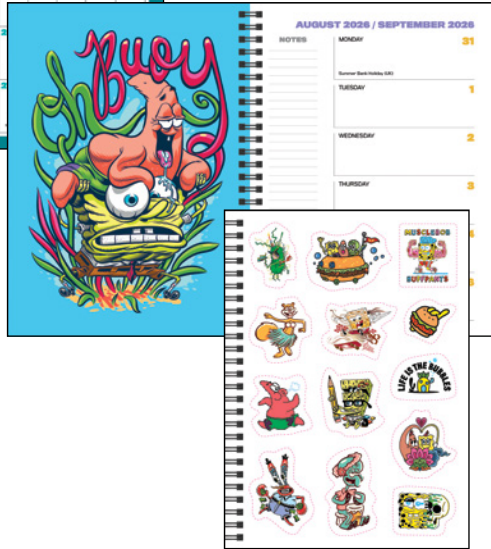 oh Buoy
AUGUST 2026 / SEPTEMBER 2026
NOTES
MONDAY
31
Summer Bank Holiday (UK)
TUESDAY
1
WEDNESDAY
2
THURSDAY
3
MUSCLEBOB
BUFFPANTS
LIFE IS THE BUBBLES